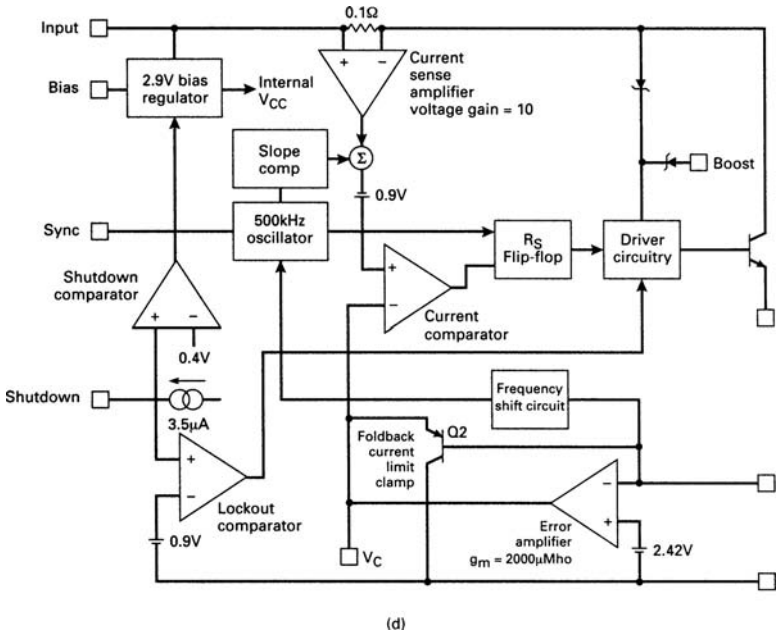 0.1Ω
Input
+
−
Current
sense
amplifier
voltage gain = 10
Bias
2.9V bias
regulator
Internal
VCC
Slope
comp
Σ
Boost
0.9V
Sync
500kHz
oscillator
RS
Flip-flop
Driver
circuitry
Shutdown
comparator
+
−
+
−
Current
comparator
0.4V
Shutdown
3.5μA
Frequency
shift circuit
Foldback
current
limit
clamp
Q2
+
−
Lockout
comparator
−
+
0.9V
VC
Error
amplifier
gm = 2000μMho
2.42V
(d)